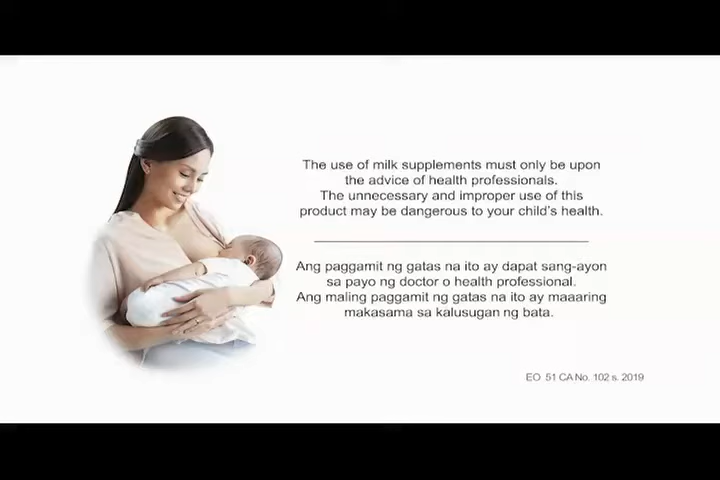 The use of milk supplements must only be upon
the advice of health professionals.
The unnecessary and improper use of this
product may be dangerous to your child's health.
Ang paggamit ng gatas na ito ay dapat sang-ayon
sa payo ng doctor o health professional.
Ang maling paggamit ng gatas na ito ay maaaring
makasama sa kalusugan ng bata.
EO 51 CA No. 102 s. 2019